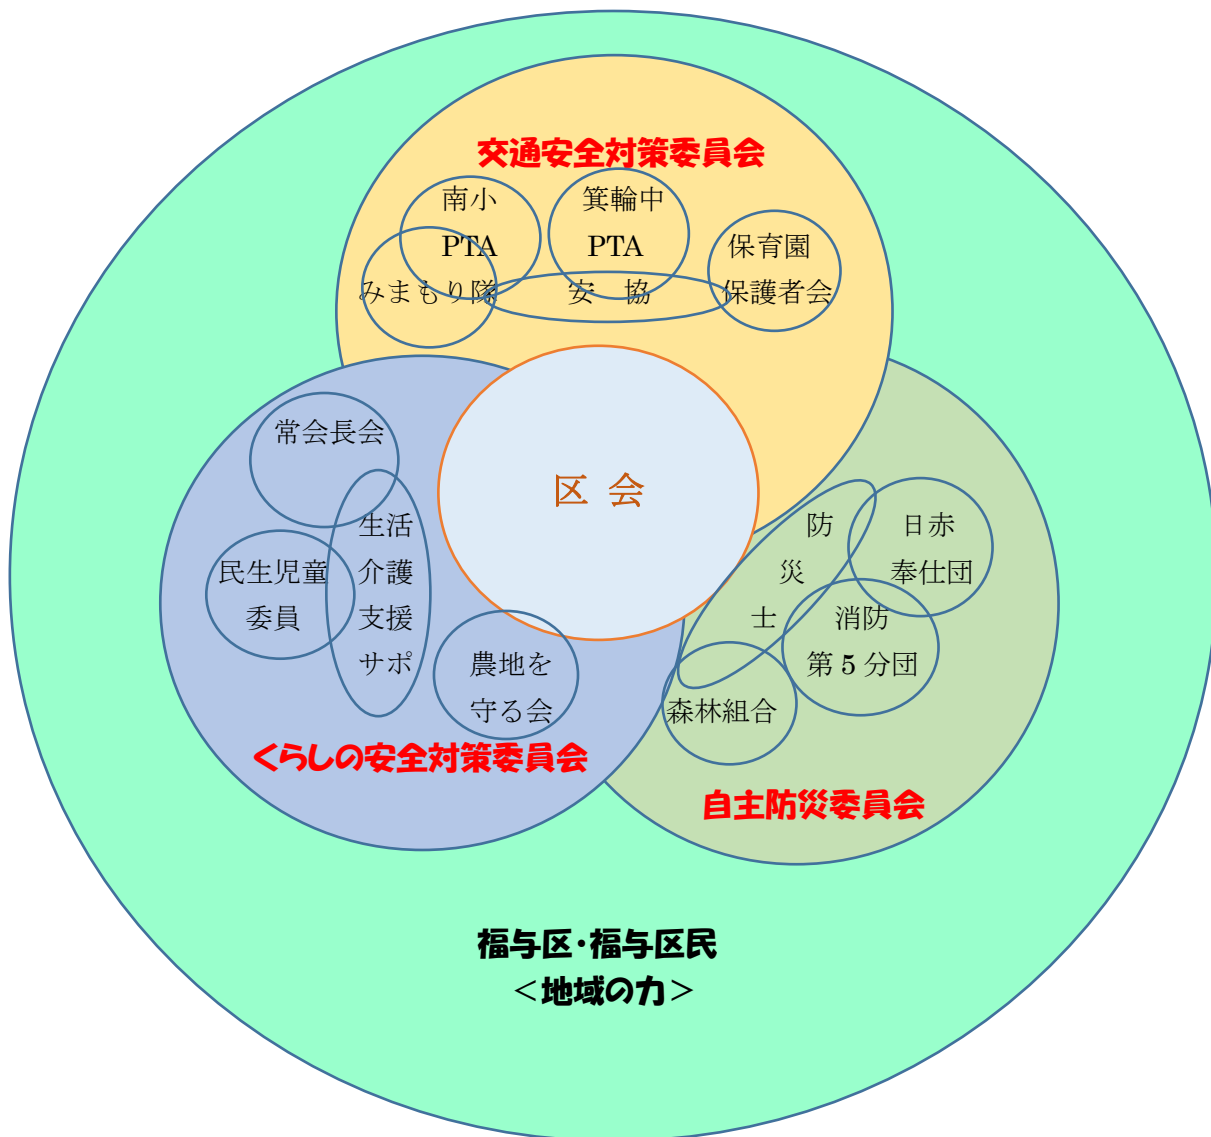 交通安全対策委員会
南小
PTA
箕輪中
PTA
保育園
保護者会
みまもり隊
安 協
区 会
常会長会
生活
介護
支援
サポ
民生児童
委員
農地を
守る会
くらしの安全対策委員会
防
災
士
日赤
奉仕団
消防
第５分団
森林組合
自主防災委員会
福与区・福与区民
＜地域の力＞